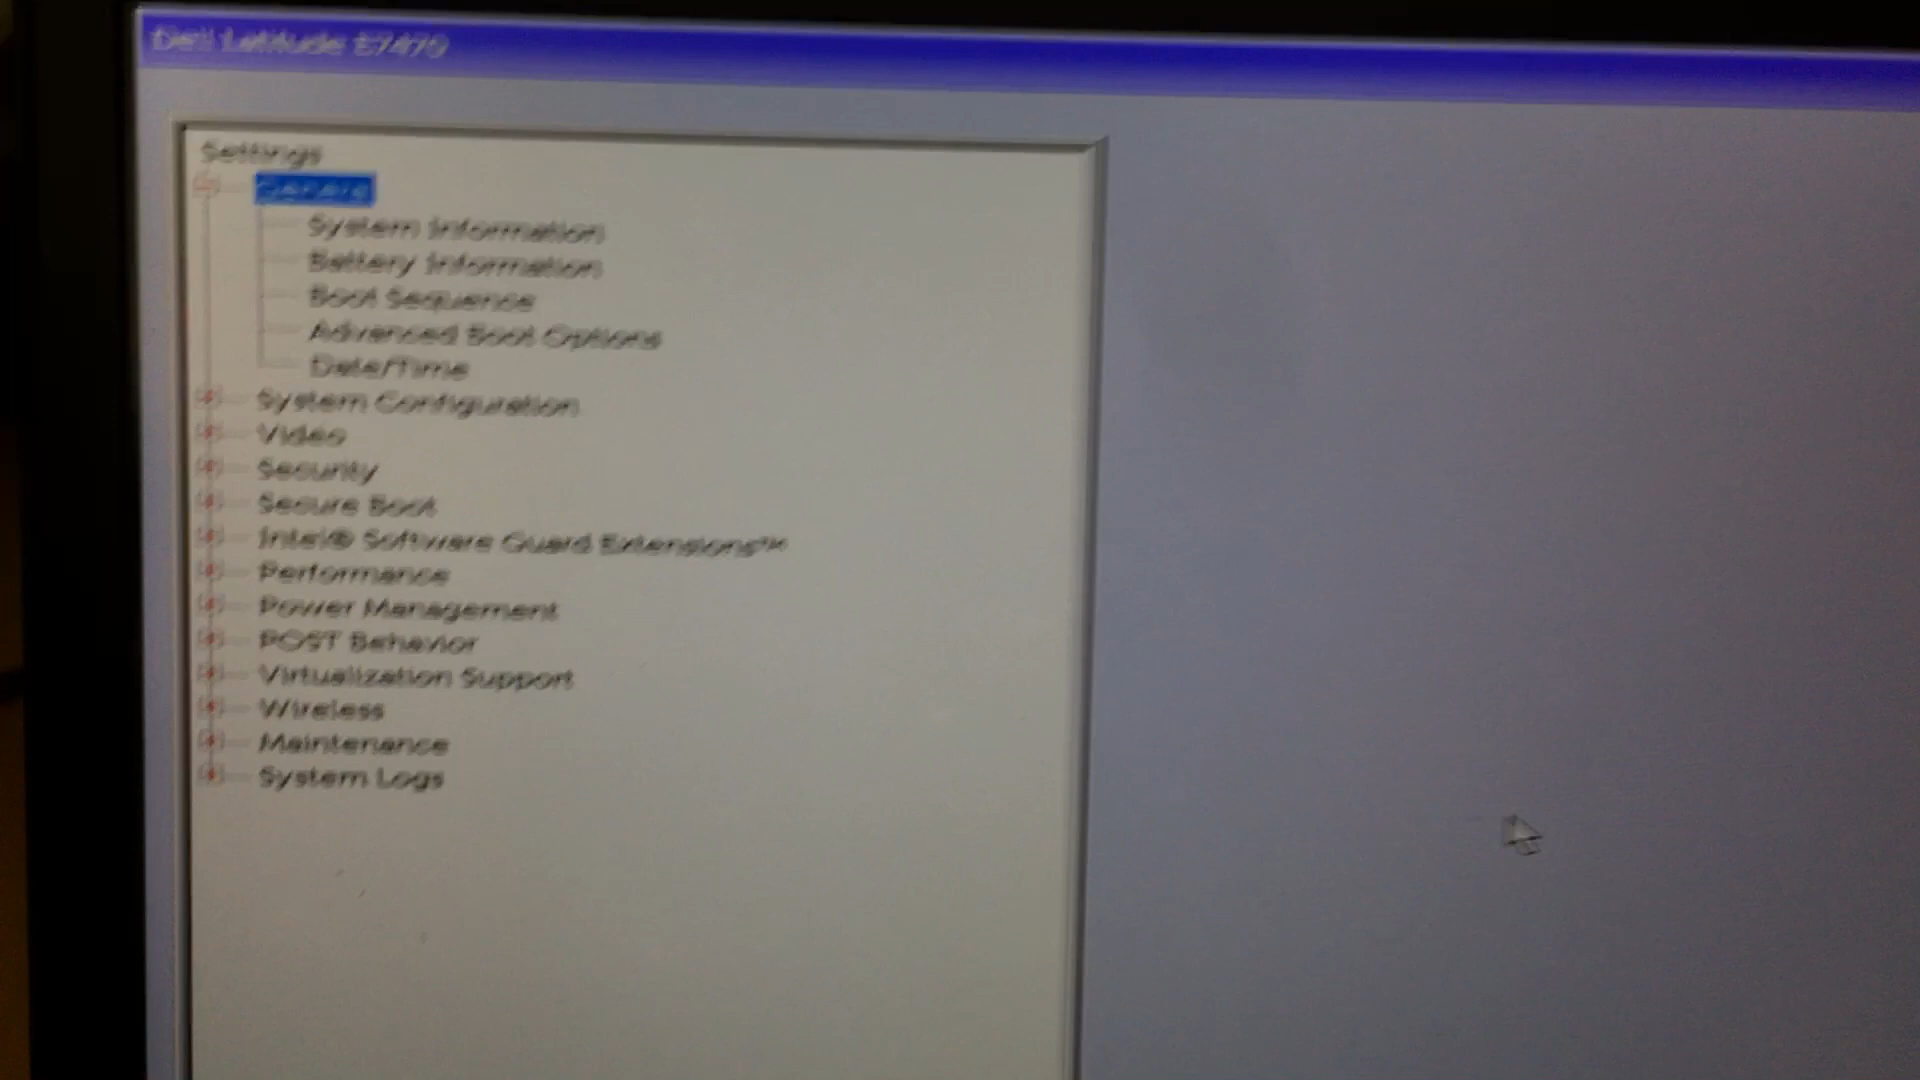 Dell Latitude E7470
Settings
General
System Information
Battery Information
Boot Sequence
Advanced Boot Options
Date/Time
System Configuration
Video
Security
Secure Boot
Intel® Software Guard Extensions™
Performance
Power Management
POST Behavior
Virtualization Support
Wireless
Maintenance
System Logs